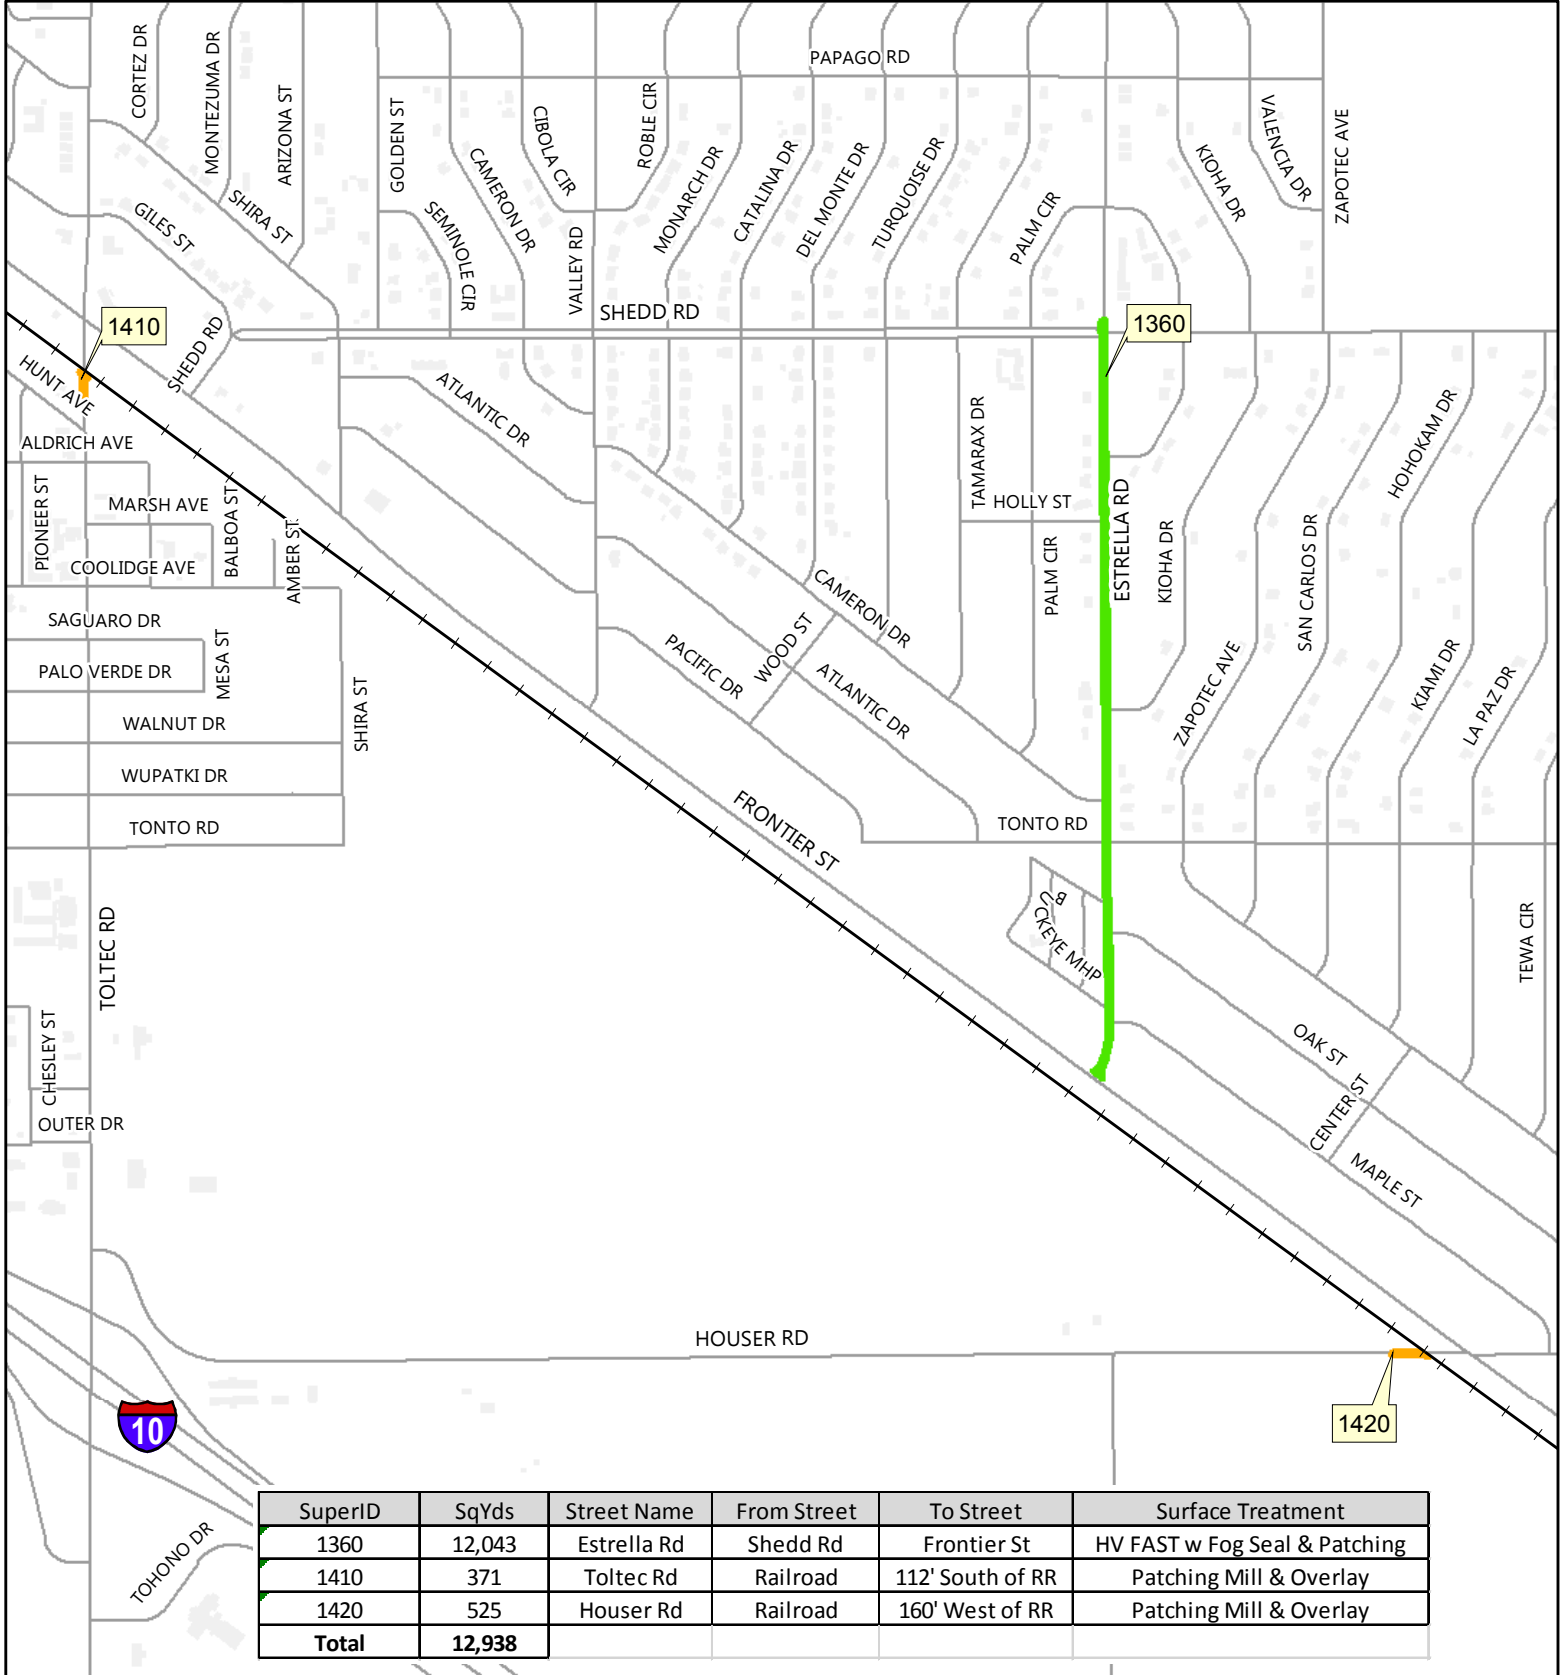 CORTEZ DR
MONTEZUMA DR
ARIZONA ST
GOLDEN ST
CIBOLA CIR
CAMERON DR
SEMINOLE CIR
ROBLE CIR
VALLEY RD
PAPAGO RD
MONARCH DR
CATALINA DR
DEL MONTE DR
TURQUOISE DR
PALM CIR
KIOHA DR
VALENCIA DR
ZAPOTEC AVE
SHIRA ST
GILES ST
SHEDD RD
SHEDD RD
1410
1360
HUNT AVE
ALDRICH AVE
PIONEER ST
MARSH AVE
BALBOA ST
COOLIDGE AVE
AMBER ST
SAGUARO DR
MESA ST
PALO VERDE DR
WALNUT DR
SHIRA ST
WUPATKI DR
TONTO RD
ATLANTIC DR
TAMARAX DR
HOLLY ST
PALM CIR
ESTRELLA RD
KIOHA DR
SAN CARLOS DR
HOHOKAM DR
CAMERON DR
WOOD ST
PACIFIC DR
ATLANTIC DR
ZAPOTEC AVE
KIAMI DR
LA PAZ DR
FRONTIER ST
TONTO RD
BUCKEYE MHP
TEWA CIR
TOLTEC RD
CHESLEY ST
OUTER DR
OAK ST
CENTER ST
MAPLE ST
HOUSER RD
1420
10
TOHONO DR
SuperID SqYds Street Name From Street To Street Surface Treatment
1360 12,043 Estrella Rd Shedd Rd Frontier St HV FAST w Fog Seal & Patching
1410 371 Toltec Rd Railroad 112' South of RR Patching Mill & Overlay
1420 525 Houser Rd Railroad 160' West of RR Patching Mill & Overlay
Total 12,938